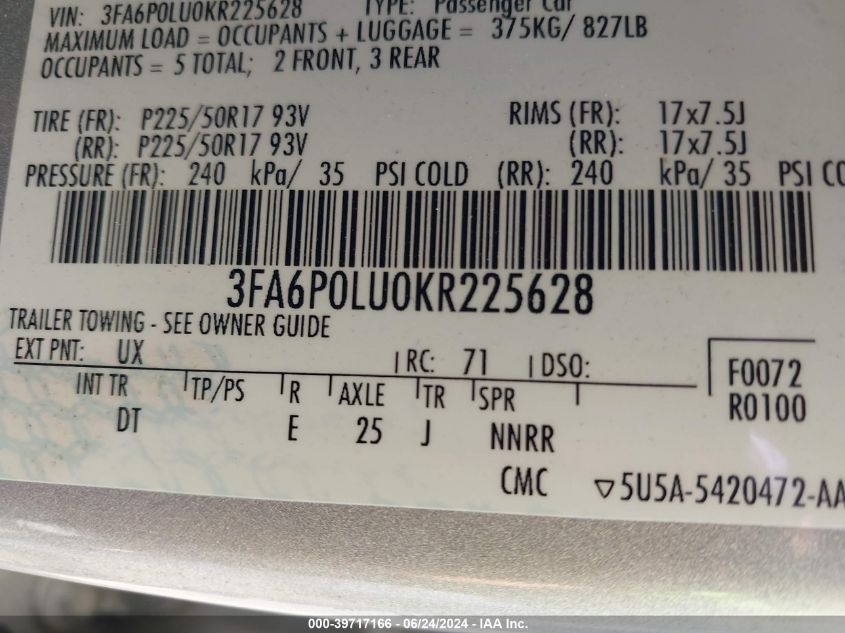 VIN: 3FA6P0LU0KR225628 TYPE: Passenger Car
MAXIMUM LOAD = OCCUPANTS + LUGGAGE = 375KG/ 827LB
OCCUPANTS = 5 TOTAL; 2 FRONT, 3 REAR
TIRE (FR): P225/50R17 93V RIMS (FR): 17x7.5J
(RR): P225/50R17 93V (RR): 17x7.5J
PRESSURE (FR): 240 kPa/ 35 PSI COLD (RR): 240 kPa/ 35 PSI CO
3FA6P0LU0KR225628
TRAILER TOWING - SEE OWNER GUIDE
EXT PNT: UX RC: 71 DSO:
F0072
INT TR TP/PS R AXLE TR SPR
R0100
DT E 25 J NNRR
CMC ▽5U5A-5420472-AA
000-39717166 - 06/24/2024 - IAA Inc.